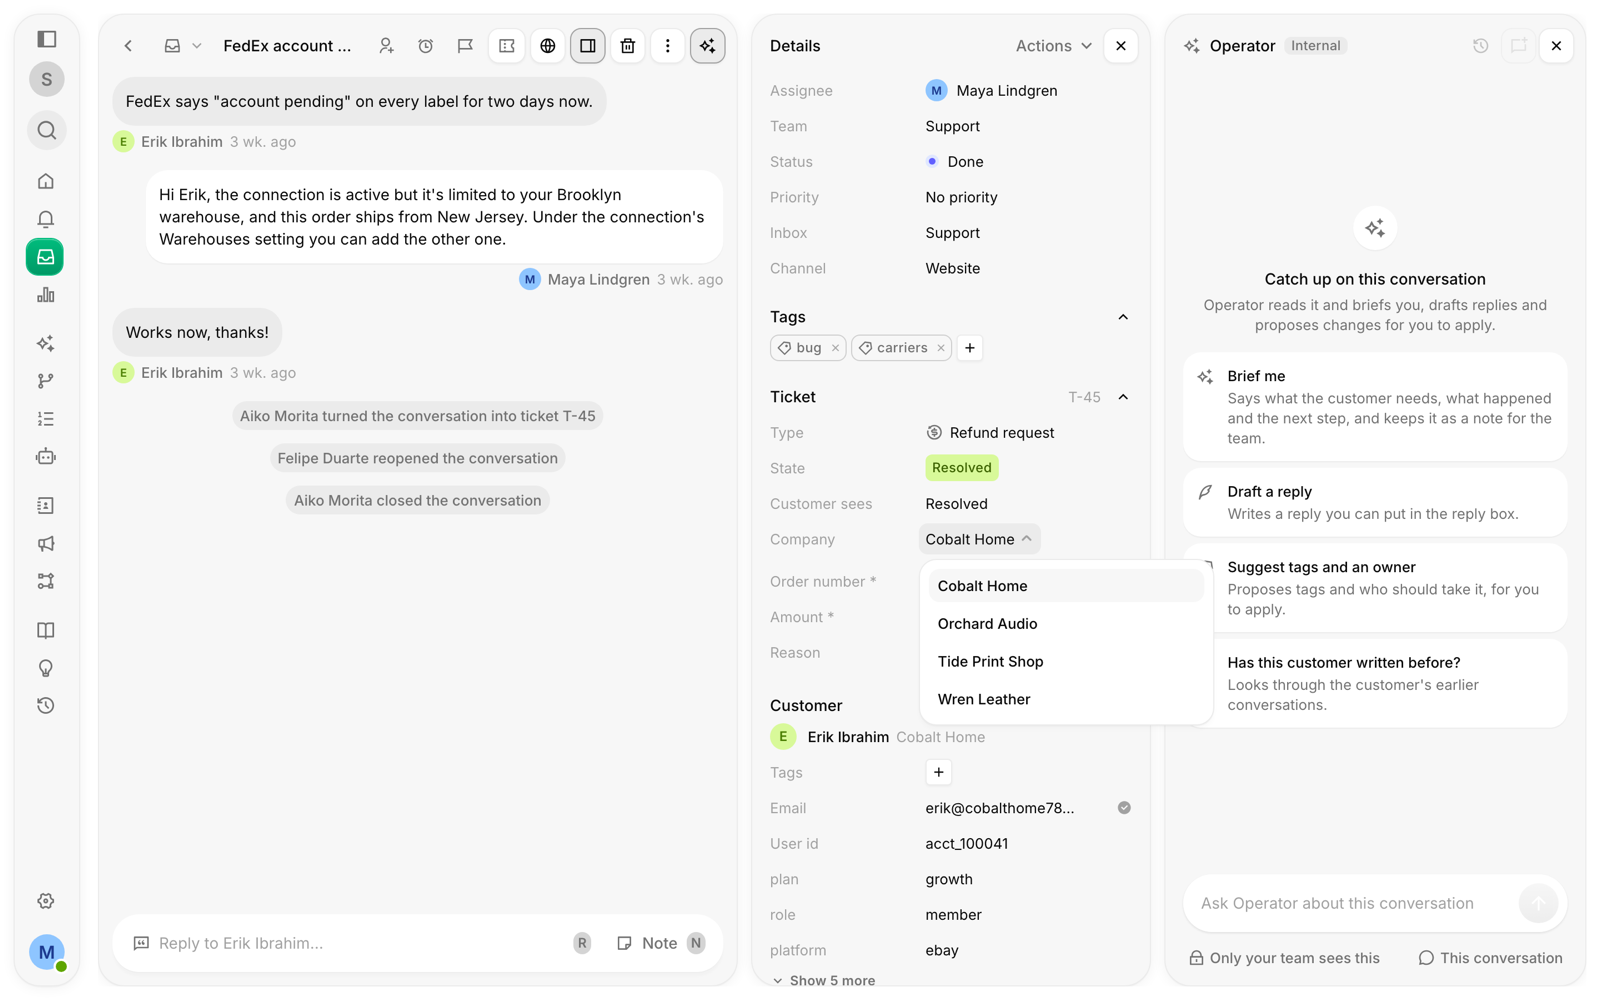 S
M
FedEx account ...
FedEx says "account pending" on every label for two days now.
E Erik Ibrahim 3 wk. ago
Hi Erik, the connection is active but it's limited to your Brooklyn
warehouse, and this order ships from New Jersey. Under the connection's
Warehouses setting you can add the other one.
M Maya Lindgren 3 wk. ago
Works now, thanks!
E Erik Ibrahim 3 wk. ago
Aiko Morita turned the conversation into ticket T-45
Felipe Duarte reopened the conversation
Aiko Morita closed the conversation
Reply to Erik Ibrahim... R Note N
Details Actions
Assignee M Maya Lindgren
Team Support
Status Done
Priority No priority
Inbox Support
Channel Website
Tags
bug carriers
Ticket T-45
Type Refund request
State Resolved
Customer sees Resolved
Company Cobalt Home
Order number *
Amount *
Reason
Cobalt Home
Orchard Audio
Tide Print Shop
Wren Leather
Customer
E Erik Ibrahim Cobalt Home
Tags
Email erik@cobalthome78...
User id acct_100041
plan growth
role member
platform ebay
Show 5 more
Operator Internal
Catch up on this conversation
Operator reads it and briefs you, drafts replies and
proposes changes for you to apply.
Brief me
Says what the customer needs, what happened
and the next step, and keeps it as a note for the
team.
Draft a reply
Writes a reply you can put in the reply box.
Suggest tags and an owner
Proposes tags and who should take it, for you
to apply.
Has this customer written before?
Looks through the customer's earlier
conversations.
Ask Operator about this conversation
Only your team sees this This conversation